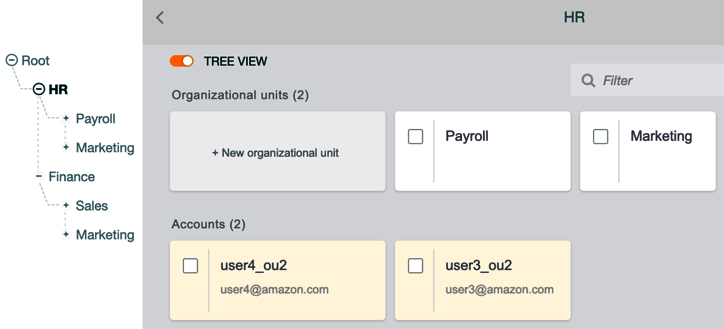 Root
HR
Payroll
Marketing
Finance
Sales
Marketing
HR
TREE VIEW
Filter
Organizational units (2)
+ New organizational unit
Payroll
Marketing
Accounts (2)
user4_ou2
user4@amazon.com
user3_ou2
user3@amazon.com